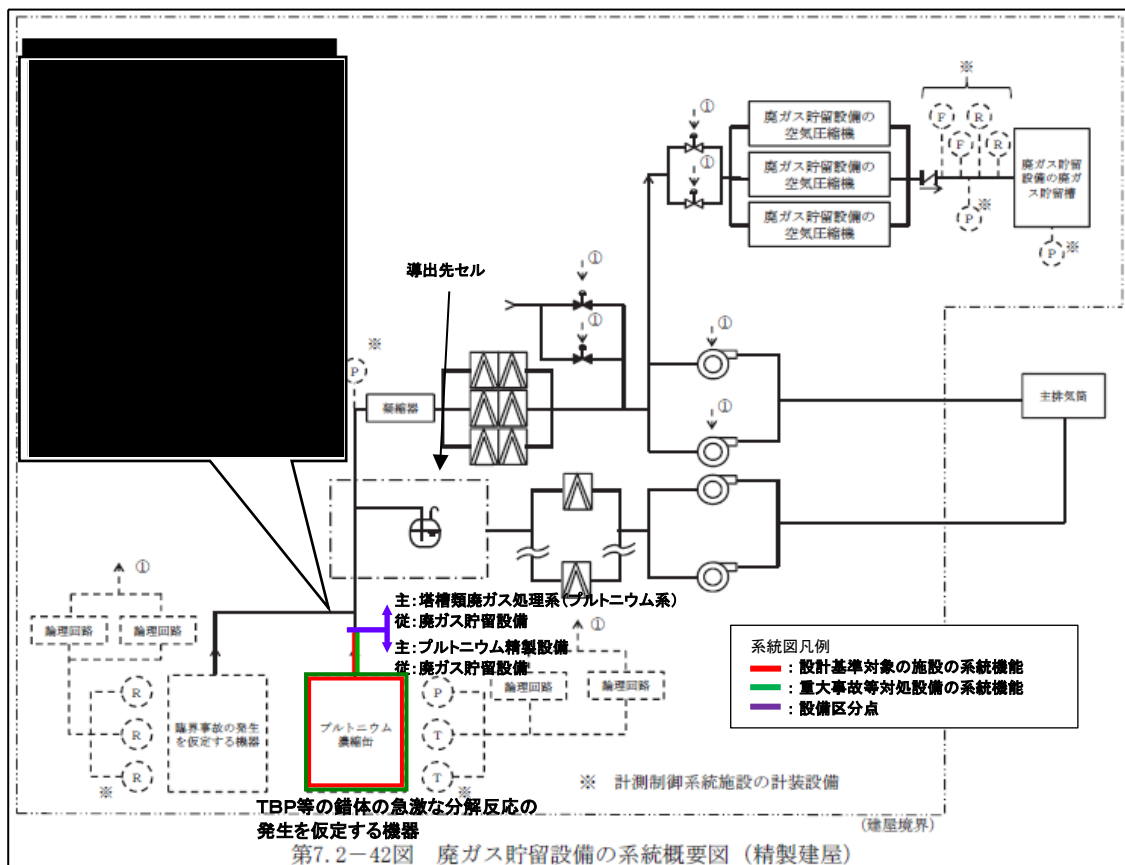 ※
①
F
R
F
R
①
廃ガス貯留設備の
空気圧縮機
廃ガス貯留設備の
空気圧縮機
廃ガス貯留設備の
空気圧縮機
廃ガス貯留
設備の廃ガ
ス貯留槽
P
※
P
※
導出先セル
①
①
※
P
凝縮器
①
①
主排気筒
①
論理回路
論理回路
主：塔槽類廃ガス処理系（プルトニウム系）
従：廃ガス貯留設備
①
主：プルトニウム精製設備
従：廃ガス貯留設備
論理回路
論理回路
R
R
R
※
臨界事故の発生
を仮定する機器
プルトニウム
濃縮缶
P
T
T
※
系統図凡例
：設計基準対象の施設の系統機能
：重大事故等対処設備の系統機能
：設備区分点
※ 計測制御系統施設の計装設備
TBP等の錯体の急激な分解反応の
発生を仮定する機器
(建屋境界)
第7.2－42図 廃ガス貯留設備の系統概要図（精製建屋）